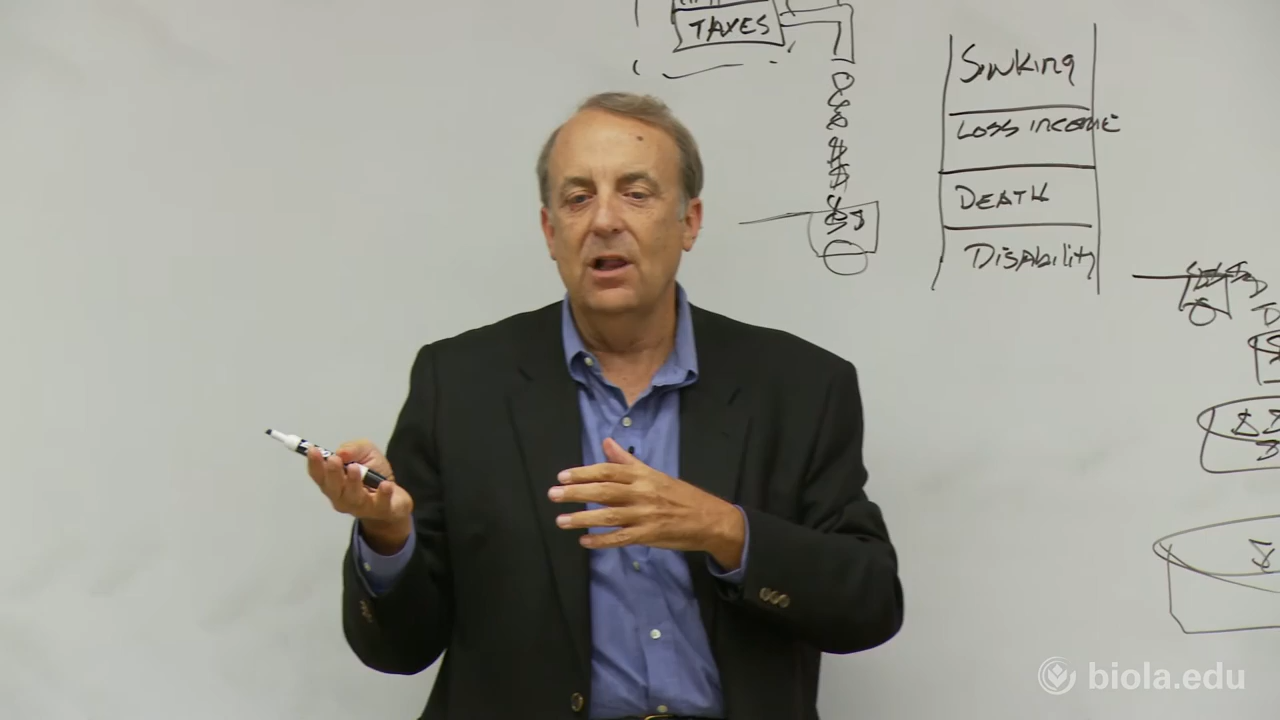 TAXES
Sinking
LOSS INCOME
DEATH
Disability
$
$
$
$
$
$
biola.edu